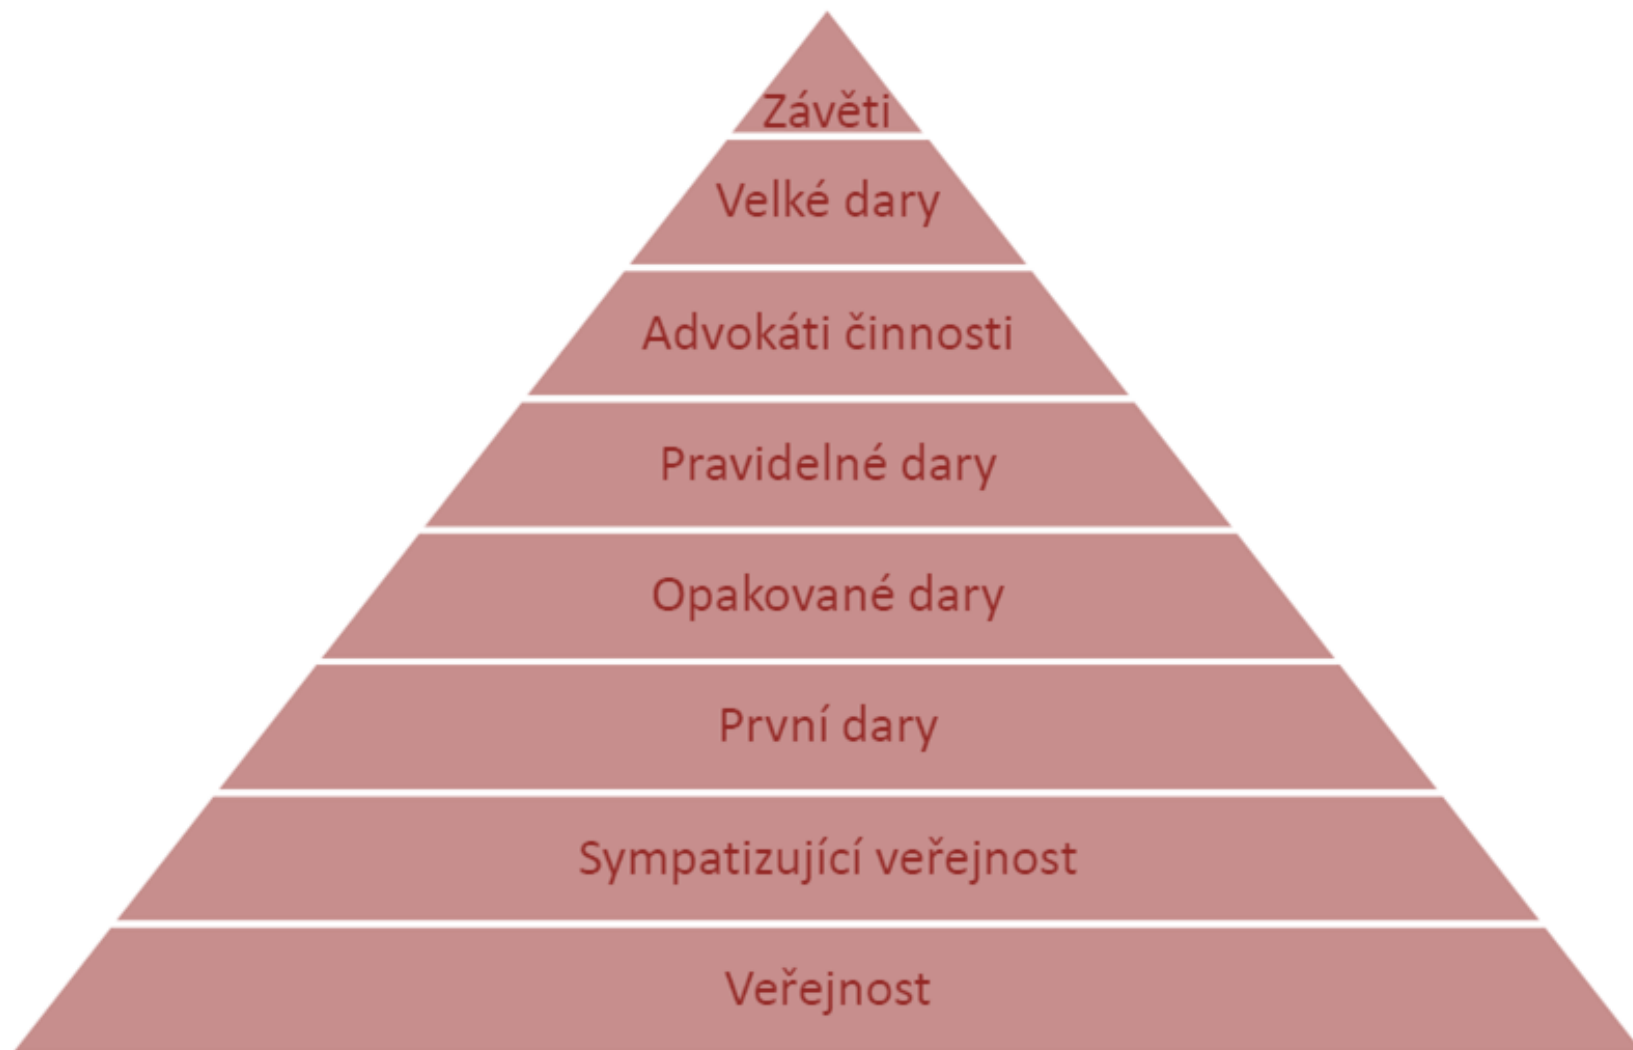 Závěti
Velké dary
Advokáti činnosti
Pravidelné dary
Opakované dary
První dary
Sympatizující veřejnost
Veřejnost